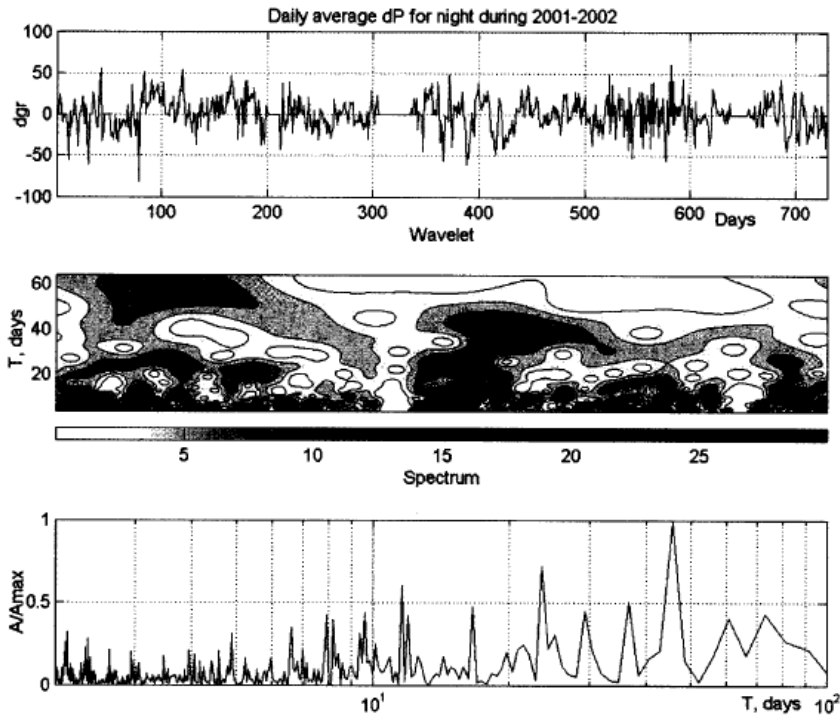 Daily average dP for night during 2001-2002
100
50
0
-50
-100
dgr
100 200 300 400 500 600 700
Days
Wavelet
60
40
20
T, days
5 10 15 20 25
Spectrum
1
0.5
0
A/Amax
10^1 T, days 10^2